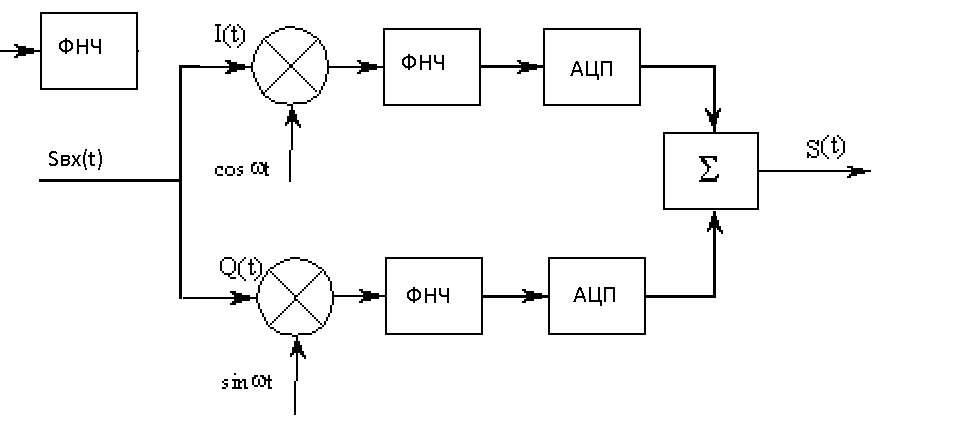 ФНЧ
I(t)
ФНЧ
АЦП
Sвх(t)
cos ωt
Σ
S(t)
Q(t)
ФНЧ
АЦП
sin ωt